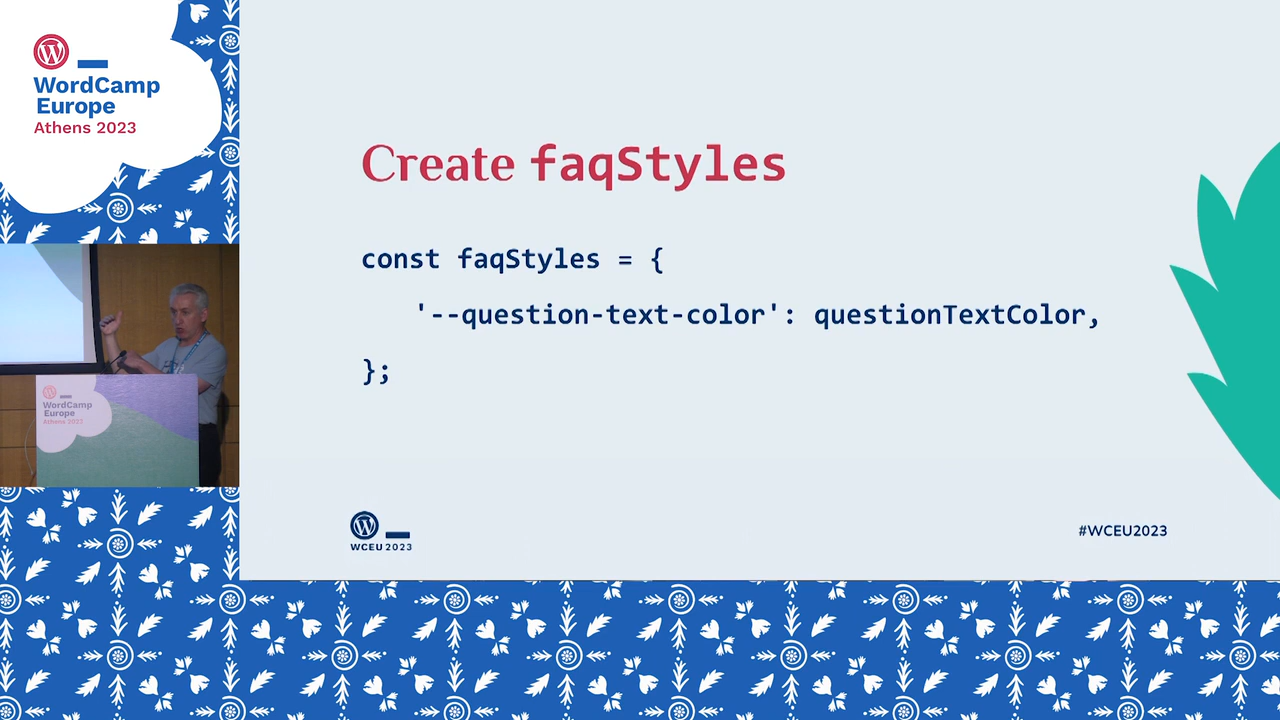 WordCamp
Europe
Athens 2023
Create faqStyles
const faqStyles = {
'--question-text-color': questionTextColor,
};
WordCamp
Europe
Athens 2023
WCEU 2023
#WCEU2023